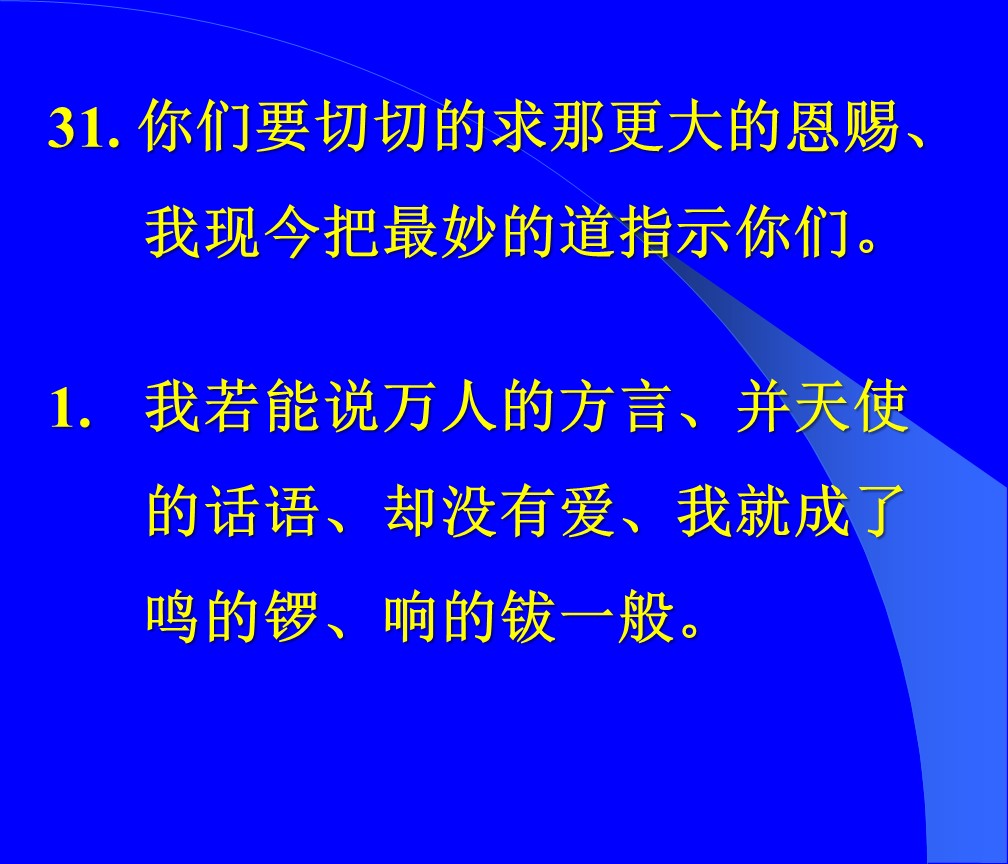 31. 你们要切切的求那更大的恩赐、
我现今把最妙的道指示你们。
1. 我若能说万人的方言、并天使
的话语、却没有爱、我就成了
鸣的锣、响的钹一般。